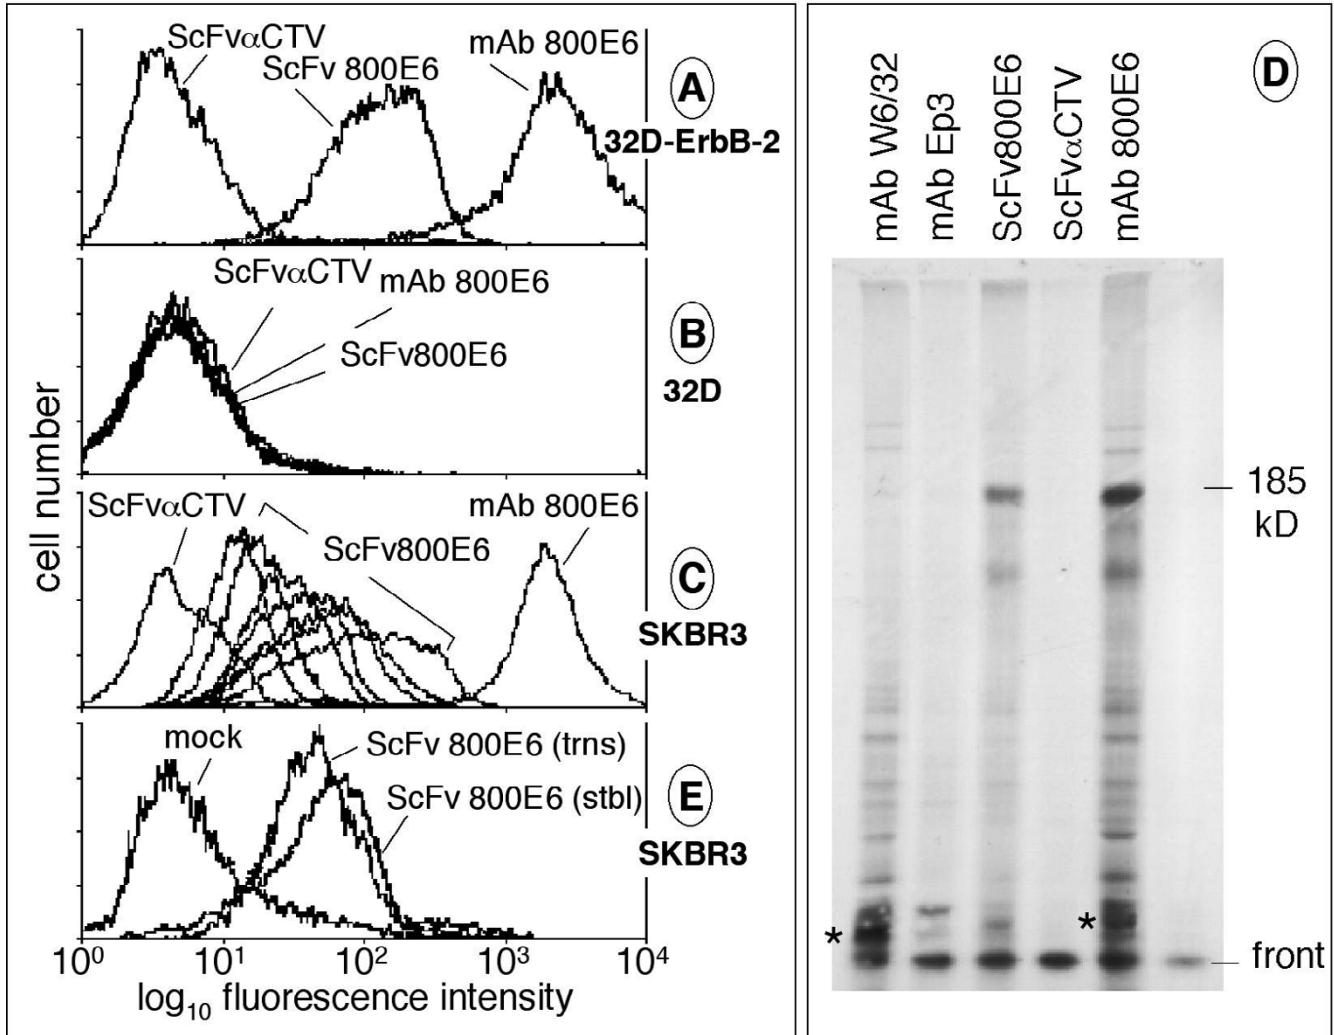 ScFvαCTV
ScFv 800E6
mAb 800E6
A
32D-ErbB-2
ScFvαCTV
mAb 800E6
ScFv800E6
B
32D
cell number
ScFvαCTV
mAb 800E6
ScFv800E6
C
SKBR3
mock
ScFv 800E6 (trns)
ScFv 800E6 (stbl)
E
SKBR3
10⁰ 10¹ 10² 10³ 10⁴
log₁₀ fluorescence intensity
mAb W6/32
mAb Ep3
ScFv800E6
ScFvαCTV
mAb 800E6
D
185
kD
*
*
front